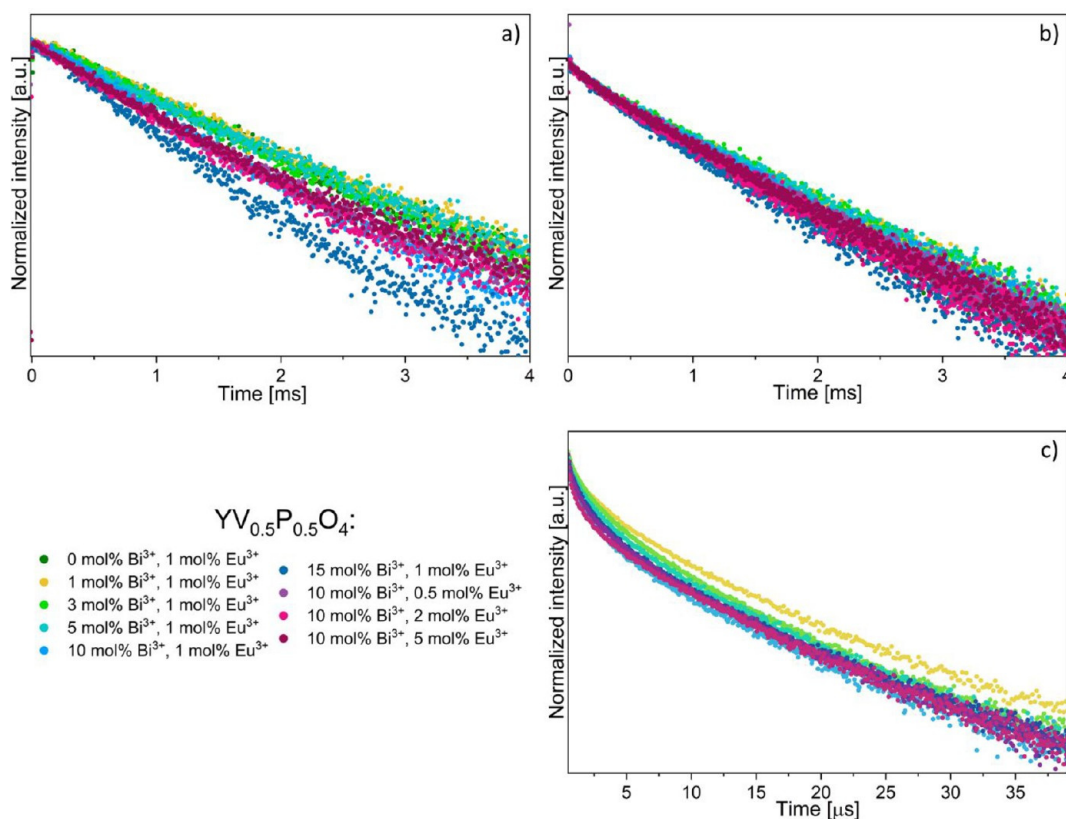 a)
Normalized intensity [a.u.]
0 1 2 3 4
Time [ms]
b)
Normalized intensity [a.u.]
0 1 2 3 4
Time [ms]
c)
Normalized intensity [a.u.]
5 10 15 20 25 30 35
Time [μs]
YV0.5P0.5O4:
0 mol% Bi3+, 1 mol% Eu3+
1 mol% Bi3+, 1 mol% Eu3+
3 mol% Bi3+, 1 mol% Eu3+
5 mol% Bi3+, 1 mol% Eu3+
10 mol% Bi3+, 1 mol% Eu3+
15 mol% Bi3+, 1 mol% Eu3+
10 mol% Bi3+, 0.5 mol% Eu3+
10 mol% Bi3+, 2 mol% Eu3+
10 mol% Bi3+, 5 mol% Eu3+